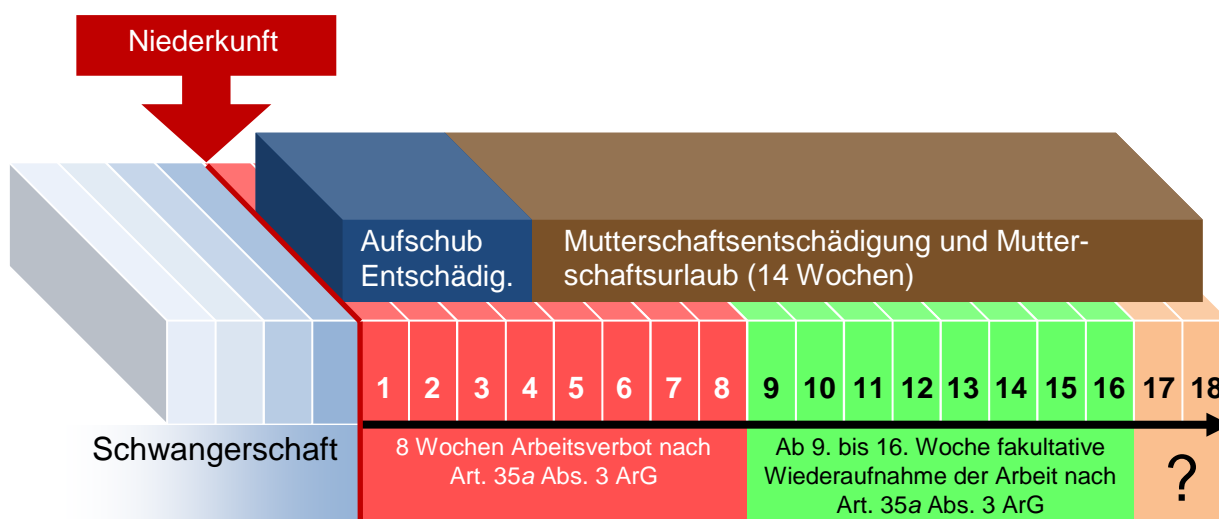 Niederkunft
Aufschub
Entschädig.
Mutterschaftsentschädigung und Mutter-
schaftsurlaub (14 Wochen)
1 2 3 4 5 6 7 8 9 10 11 12 13 14 15 16 17 18
Schwangerschaft
8 Wochen Arbeitsverbot nach
Art. 35a Abs. 3 ArG
Ab 9. bis 16. Woche fakultative
Wiederaufnahme der Arbeit nach
Art. 35a Abs. 3 ArG
?